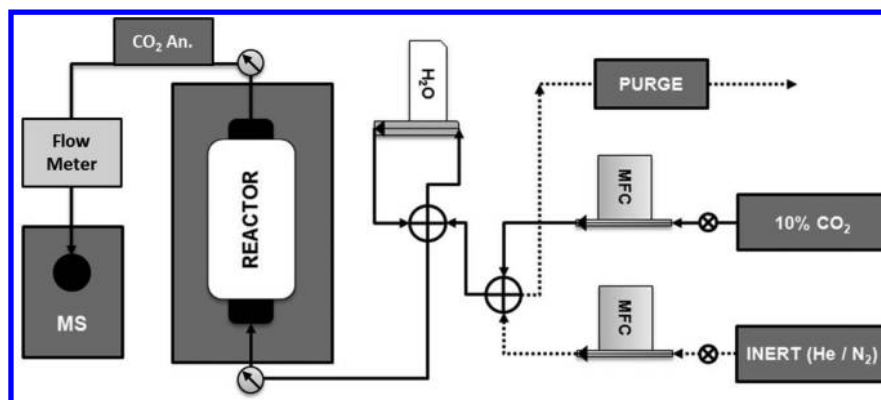 CO₂ An.
H₂O
PURGE
Flow
Meter
REACTOR
MFC
10% CO₂
MS
MFC
INERT (He / N₂)